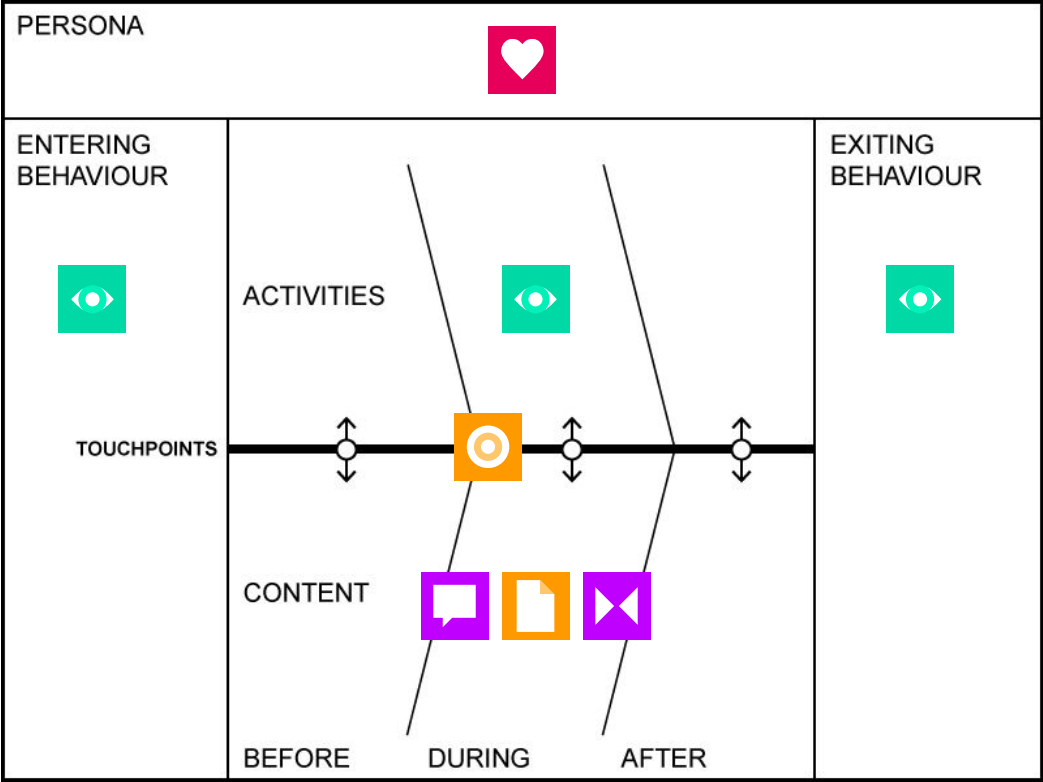 PERSONA
ENTERING
BEHAVIOUR
EXITING
BEHAVIOUR
ACTIVITIES
TOUCHPOINTS
CONTENT
BEFORE
DURING
AFTER